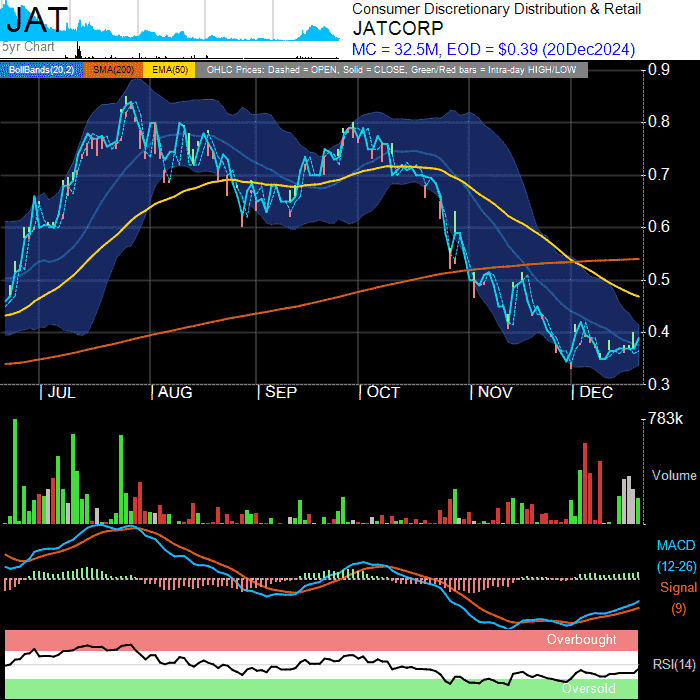 JAT
5yr Chart
Consumer Discretionary Distribution & Retail
JATCORP
MC = 32.5M, EOD = $0.39 (20Dec2024)
BollBands(20,2) SMA(200) EMA(50) OHLC Prices: Dashed = OPEN, Solid = CLOSE, Green/Red bars = Intra-day HIGH/LOW
0.9
0.8
0.7
0.6
0.5
0.4
0.3
JUL AUG SEP OCT NOV DEC
783k
Volume
MACD
(12-26)
Signal
(9)
Overbought
RSI(14)
Oversold